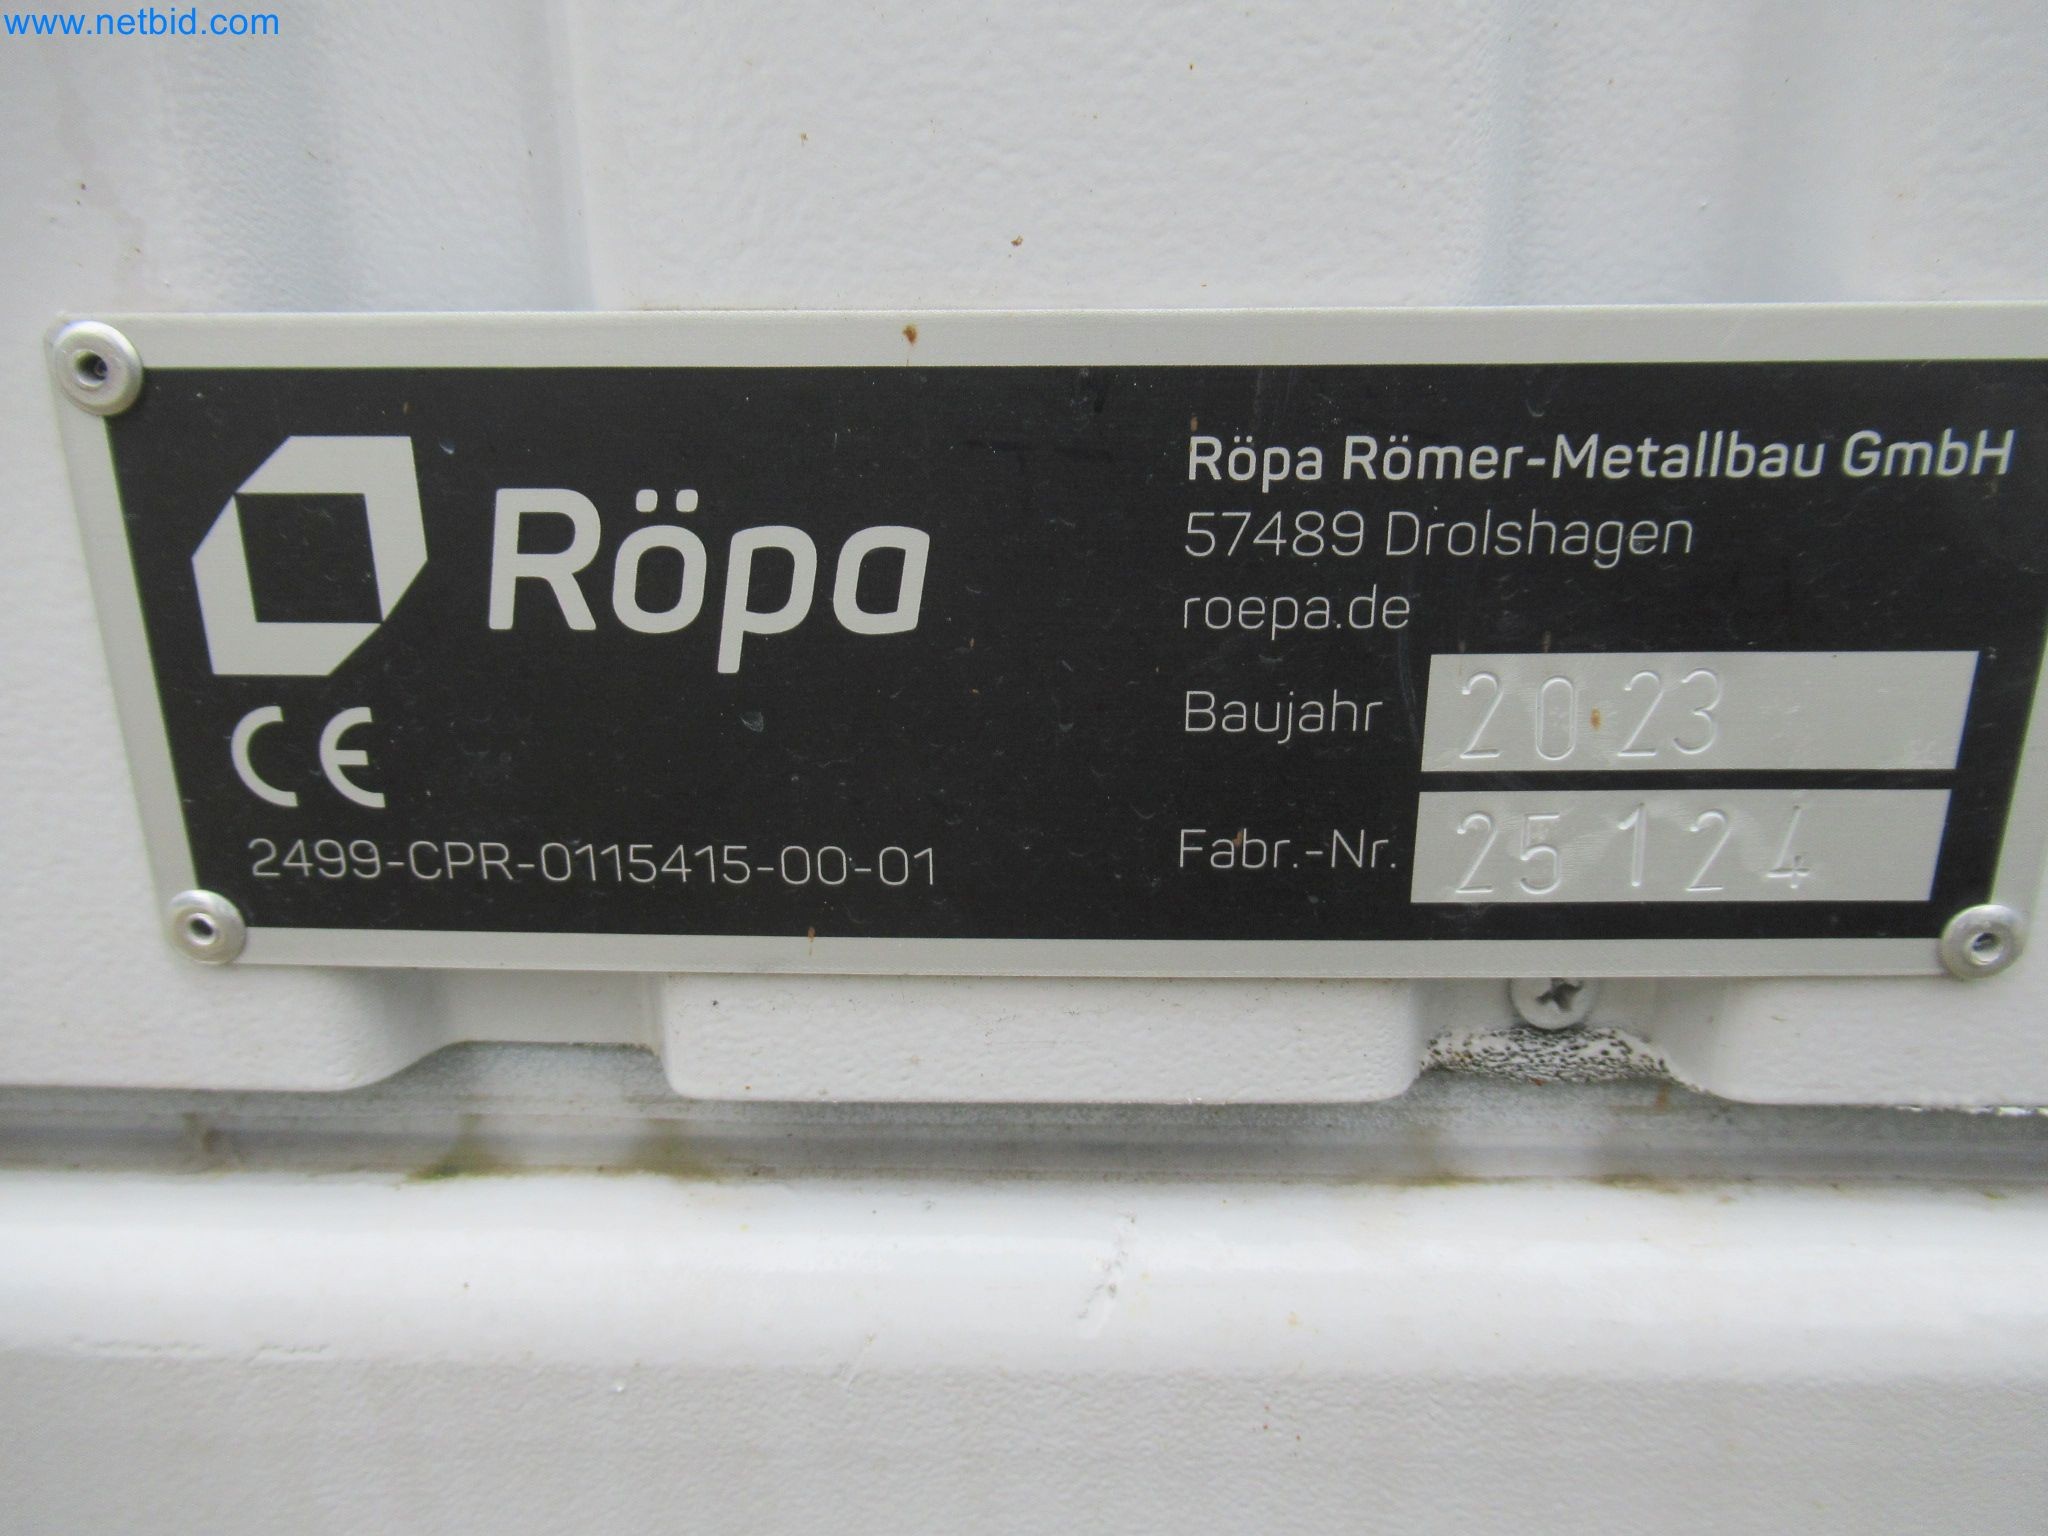 www.netbid.com
Röpa
CE
2499-CPR-0115415-00-01
Röpa Römer-Metallbau GmbH
57489 Drolshagen
roepa.de
Baujahr 2023
Fabr.-Nr. 25124